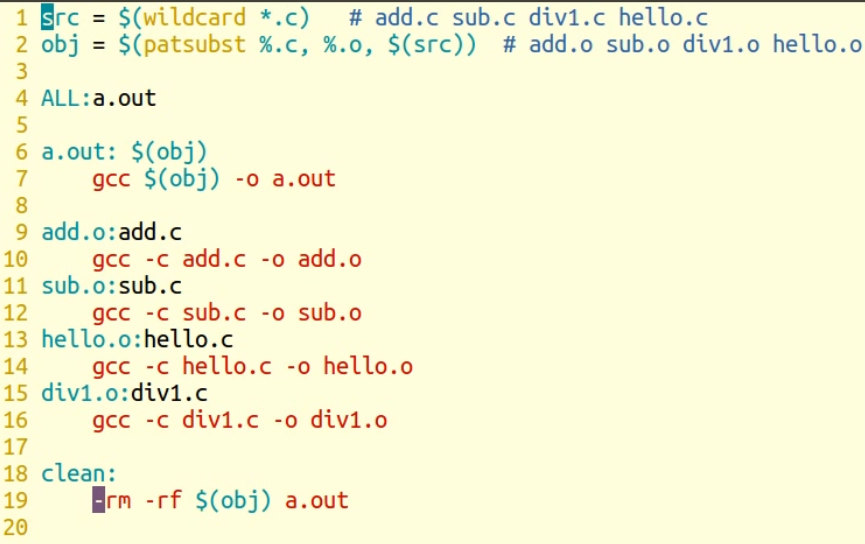 1 src = $(wildcard *.c)   # add.c sub.c div1.c hello.c
2 obj = $(patsubst %.c, %.o, $(src))  # add.o sub.o div1.o hello.o
3
4 ALL:a.out
5
6 a.out: $(obj)
7     gcc $(obj) -o a.out
8
9 add.o:add.c
10     gcc -c add.c -o add.o
11 sub.o:sub.c
12     gcc -c sub.c -o sub.o
13 hello.o:hello.c
14     gcc -c hello.c -o hello.o
15 div1.o:div1.c
16     gcc -c div1.c -o div1.o
17
18 clean:
19     -rm -rf $(obj) a.out
20